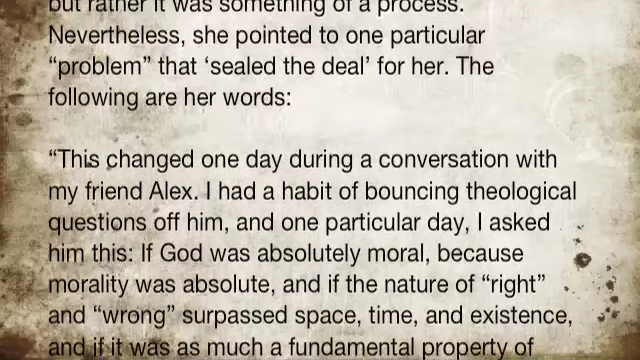 but rather it was something of a process.
Nevertheless, she pointed to one particular
“problem” that ‘sealed the deal’ for her. The
following are her words:
“This changed one day during a conversation with
my friend Alex. I had a habit of bouncing theological
questions off him, and one particular day, I asked
him this: If God was absolutely moral, because
morality was absolute, and if the nature of “right”
and “wrong” surpassed space, time, and existence,
and if it was as much a fundamental property of